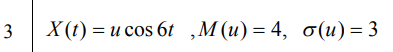 3 X(t) = u cos 6t , M(u) = 4, σ(u) = 3